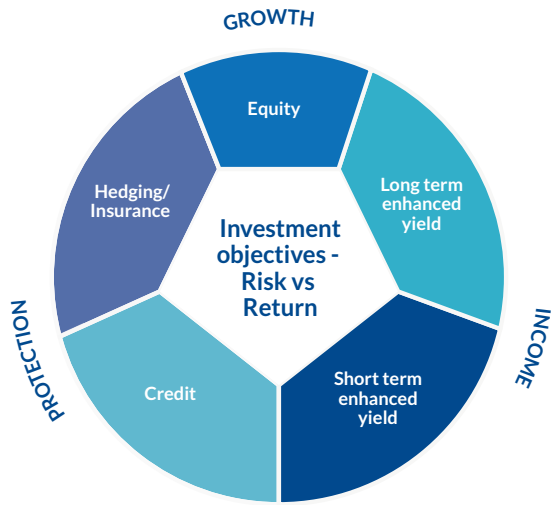 GROWTH
Equity
Long term
enhanced
yield
Hedging/
Insurance
Investment
objectives -
Risk vs
Return
PROTECTION
INCOME
Credit
Short term
enhanced
yield